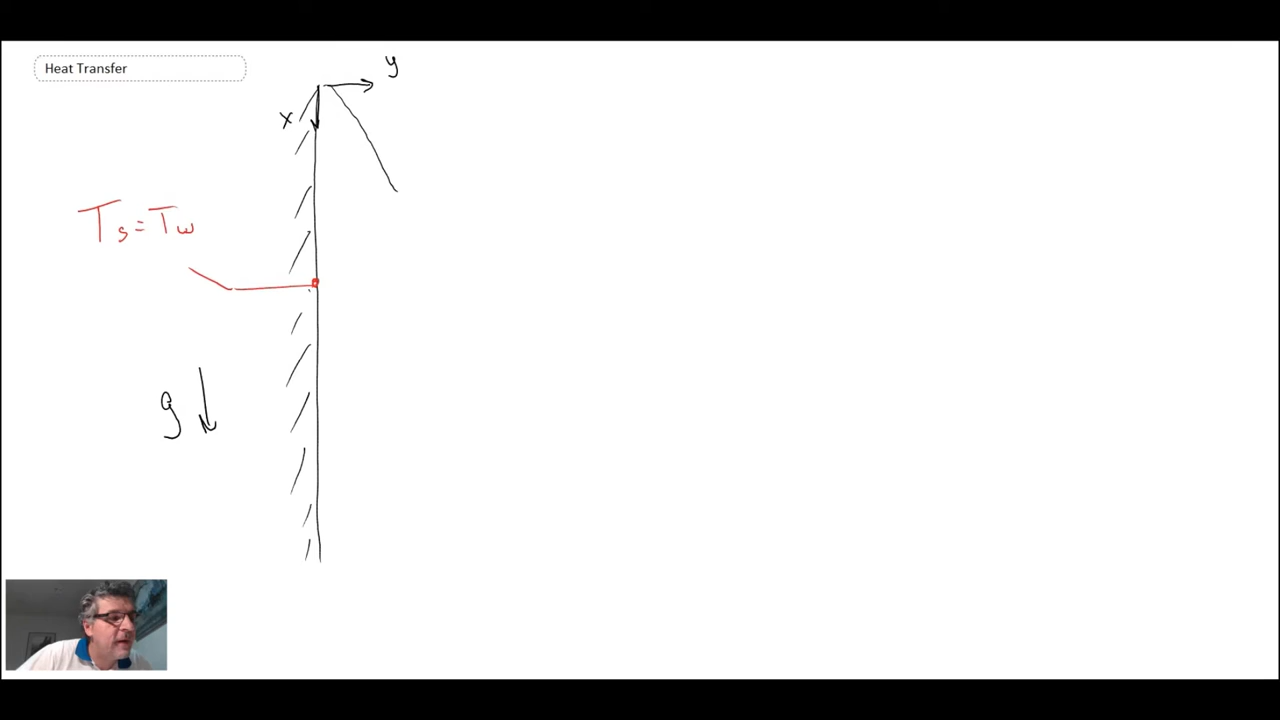 Heat Transfer
y
x
Ts = Tw
g